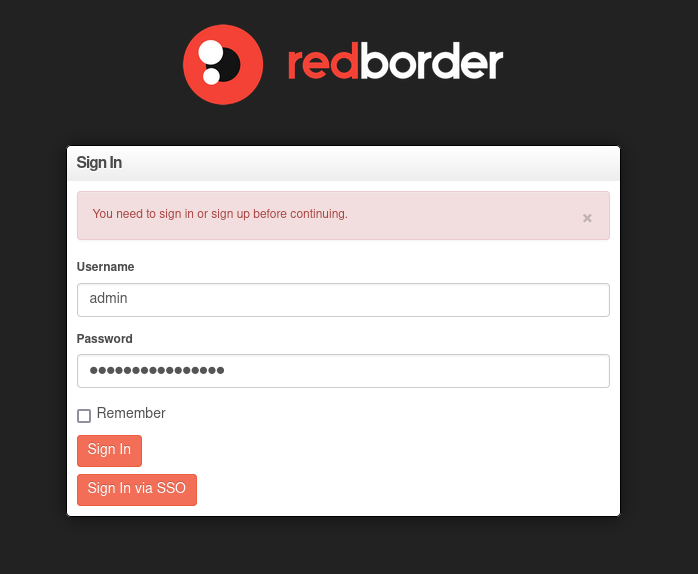 redborder
Sign In
You need to sign in or sign up before continuing.
×
Username
admin
Password
●●●●●●●●●●●●●●●●
Remember
Sign In
Sign In via SSO